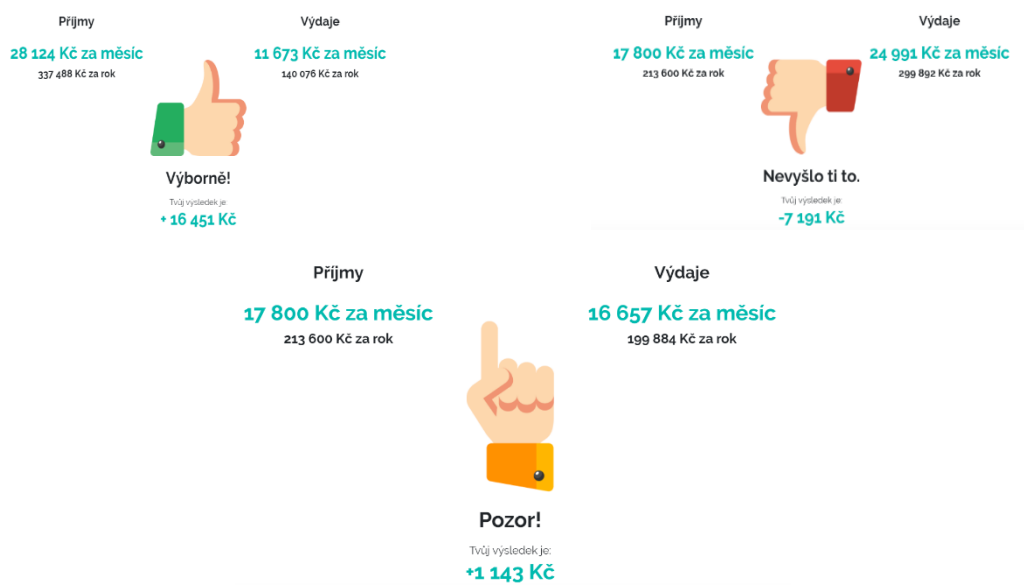 Příjmy
Výdaje
28 124 Kč za měsíc
11 673 Kč za měsíc
337 488 Kč za rok
140 076 Kč za rok
Výborně!
Tvůj výsledek je:
+ 16 451 Kč
Příjmy
Výdaje
17 800 Kč za měsíc
24 991 Kč za měsíc
213 600 Kč za rok
299 892 Kč za rok
Nevyšlo ti to.
Tvůj výsledek je:
-7 191 Kč
Příjmy
Výdaje
17 800 Kč za měsíc
16 657 Kč za měsíc
213 600 Kč za rok
199 884 Kč za rok
Pozor!
Tvůj výsledek je:
+1 143 Kč